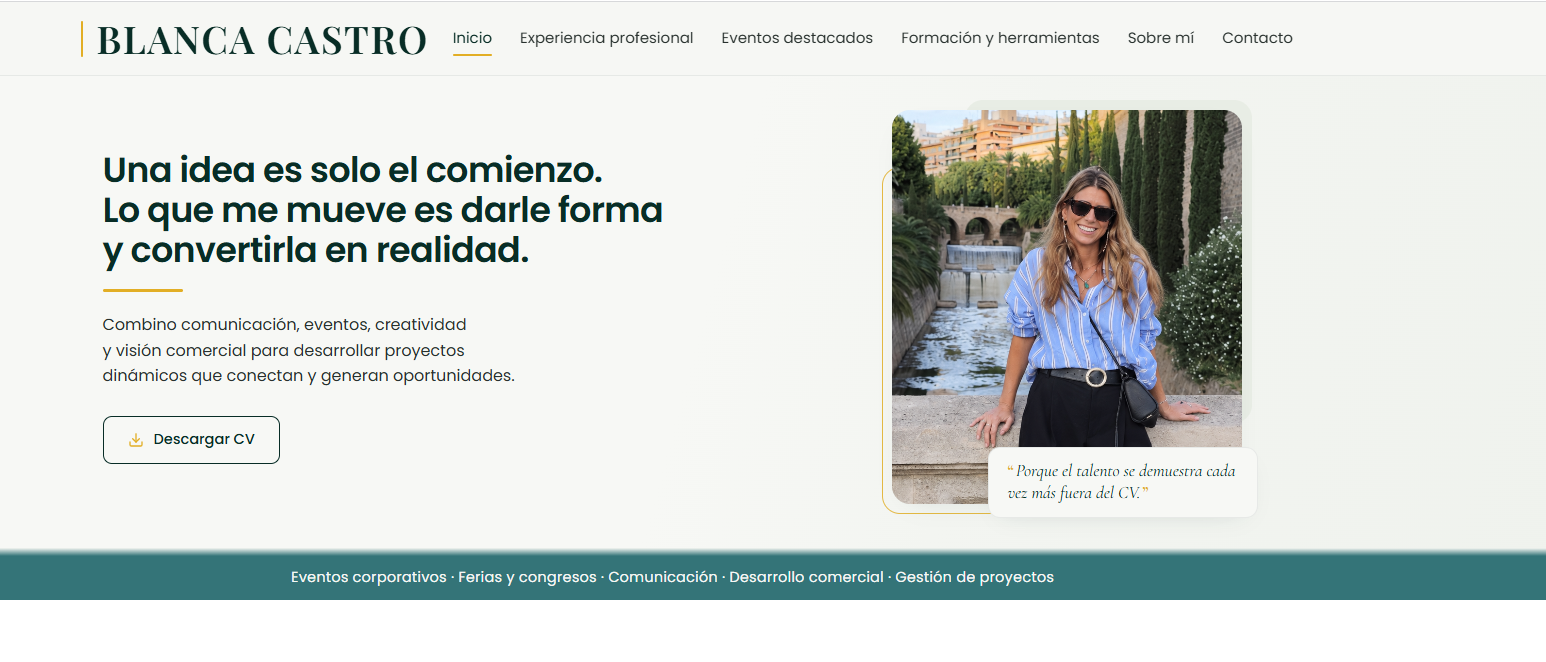 BLANCA CASTRO
Inicio
Experiencia profesional
Eventos destacados
Formación y herramientas
Sobre mí
Contacto
Una idea es solo el comienzo.
Lo que me mueve es darle forma
y convertirla en realidad.
Combino comunicación, eventos, creatividad
y visión comercial para desarrollar proyectos
dinámicos que conectan y generan oportunidades.
Descargar CV
“Porque el talento se demuestra cada
vez más fuera del CV.”
Eventos corporativos · Ferias y congresos · Comunicación · Desarrollo comercial · Gestión de proyectos